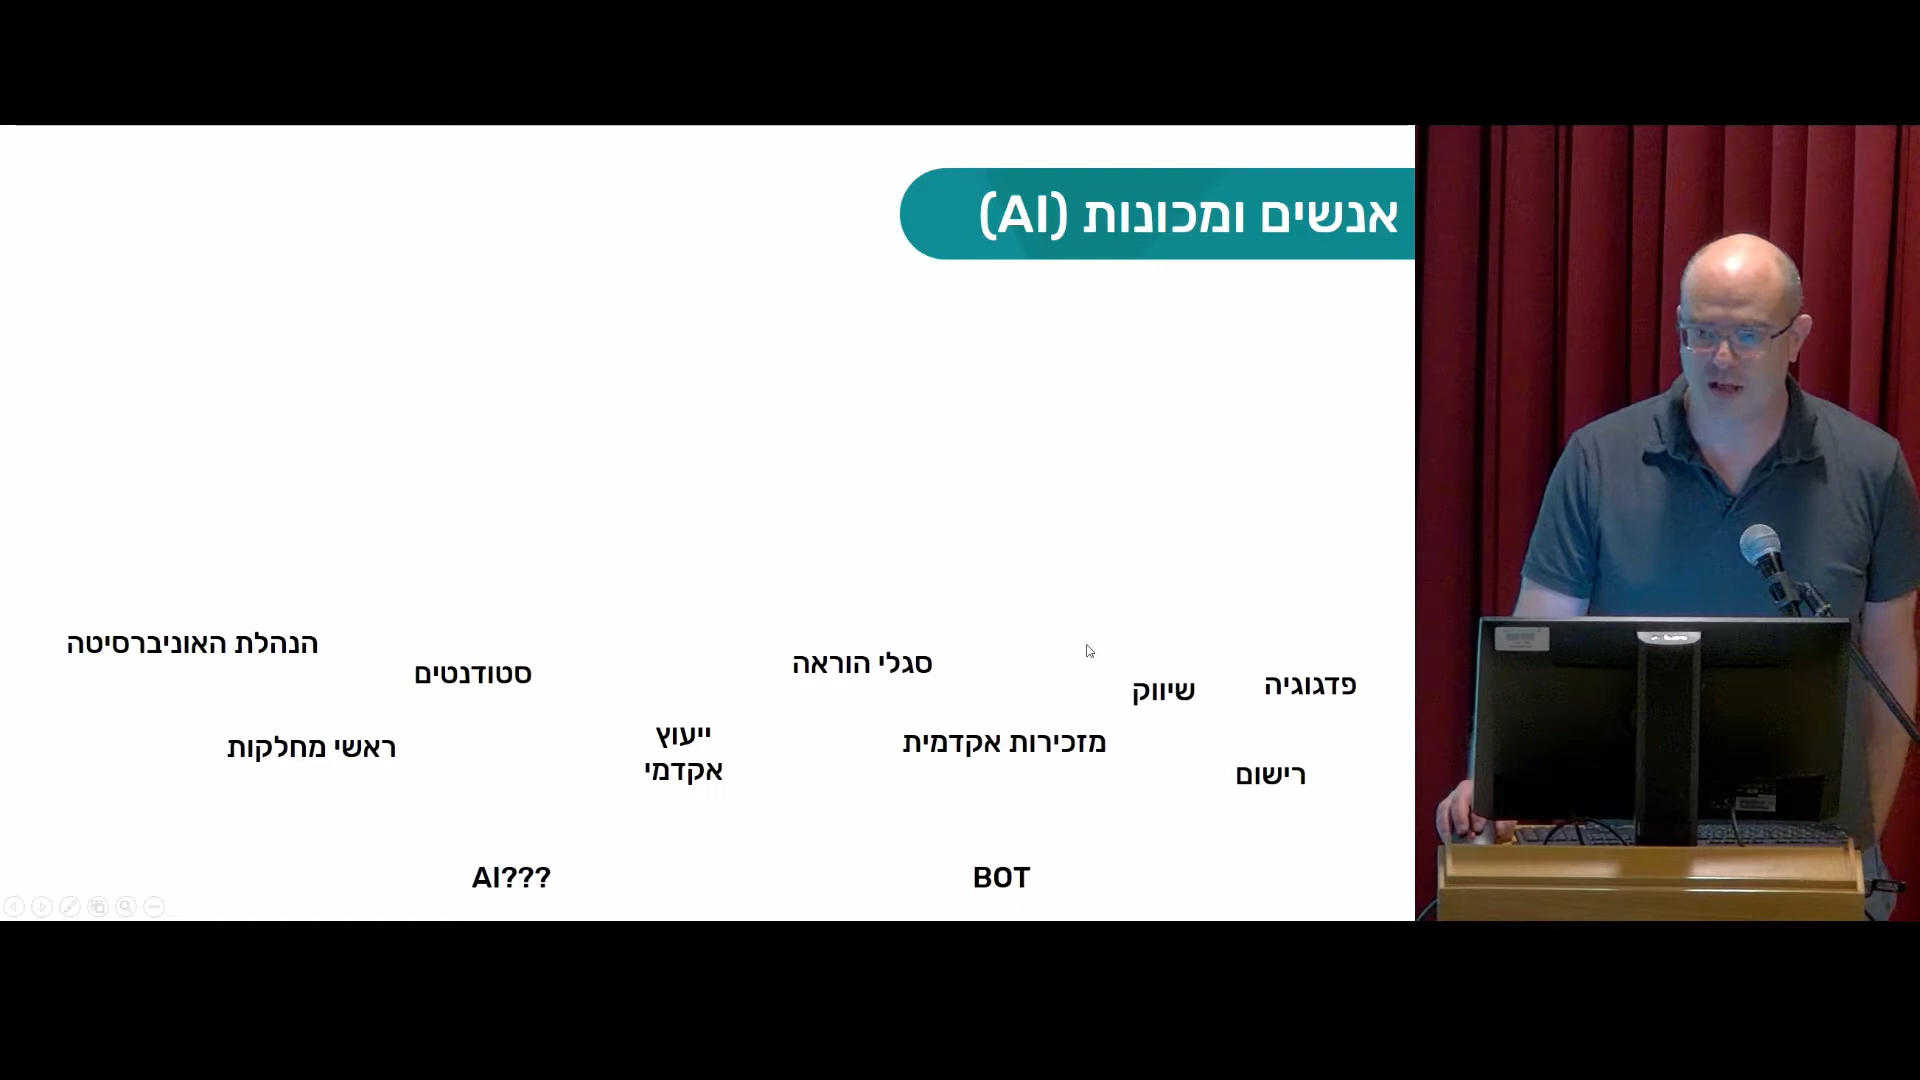 אנשים ומכונות (AI)
הנהלת האוניברסיטה
סטודנטים
סגלי הוראה
שיווק
פדגוגיה
ראשי מחלקות
ייעוץ
אקדמי
מזכירות אקדמית
רישום
AI???
BOT